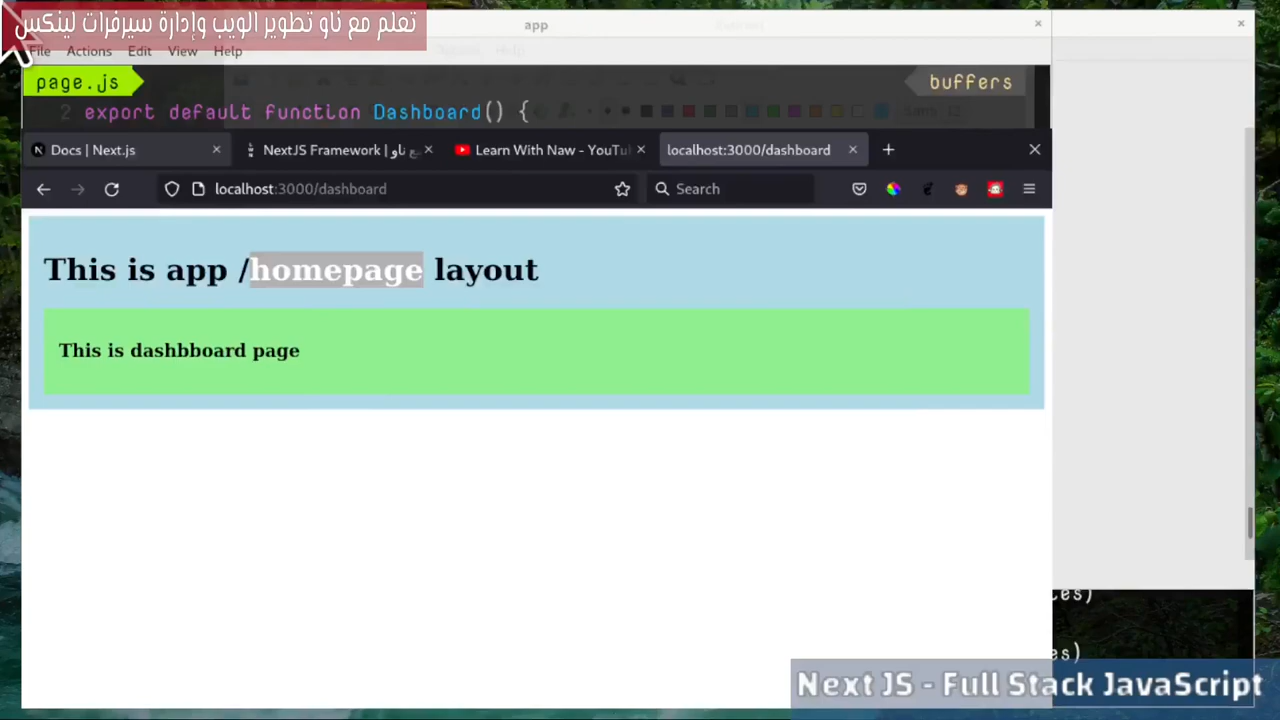 تعلم مع ناو تطوير الويب وإدارة سيرفرات لينكس
app
File Actions Edit View Help
page.js
buffers
2 export default function Dashboard() {
Docs | Next.js
NextJS Framework | ناو
Learn With Naw - YouTu
localhost:3000/dashboard
localhost:3000/dashboard
Search
This is app /homepage layout
This is dashbboard page
es)
Next JS - Full Stack JavaScript